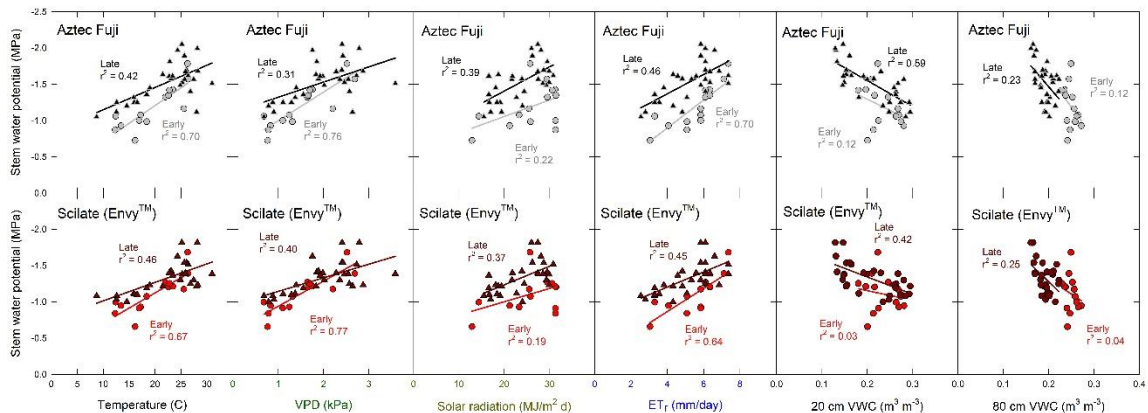 Stem water potential (MPa)
-2.5
-2.0
-1.5
-1.0
-0.5
0.0
Aztec Fuji
Late
r² = 0.42
Early
r² = 0.70
Aztec Fuji
Late
r² = 0.31
Early
r² = 0.76
Aztec Fuji
Late
r² = 0.39
Early
r² = 0.22
Aztec Fuji
Late
r² = 0.46
Early
r² = 0.70
Aztec Fuji
Late
r² = 0.59
Early
r² = 0.12
Aztec Fuji
Late
r² = 0.23
Early
r² = 0.12
Stem water potential (MPa)
-2.0
-1.5
-1.0
-0.5
0.0
Scilate (Envy™)
Late
r² = 0.46
Early
r² = 0.67
Scilate (Envy™)
Late
r² = 0.40
Early
r² = 0.77
Scilate (Envy™)
Late
r² = 0.37
Early
r² = 0.19
Scilate (Envy™)
Late
r² = 0.45
Early
r² = 0.64
Scilate (Envy™)
Late
r² = 0.42
Early
r² = 0.03
Scilate (Envy™)
Late
r² = 0.25
Early
r² = 0.04
0 5 10 15 20 25 30
0 1 2 3 4
0 10 20 30
0 2 4 6 8
0.0 0.1 0.2 0.3
0.0 0.1 0.2 0.3 0.4
Temperature (C)
VPD (kPa)
Solar radiation (MJ/m² d)
ETr (mm/day)
20 cm VWC (m³ m⁻³)
80 cm VWC (m³ m⁻³)